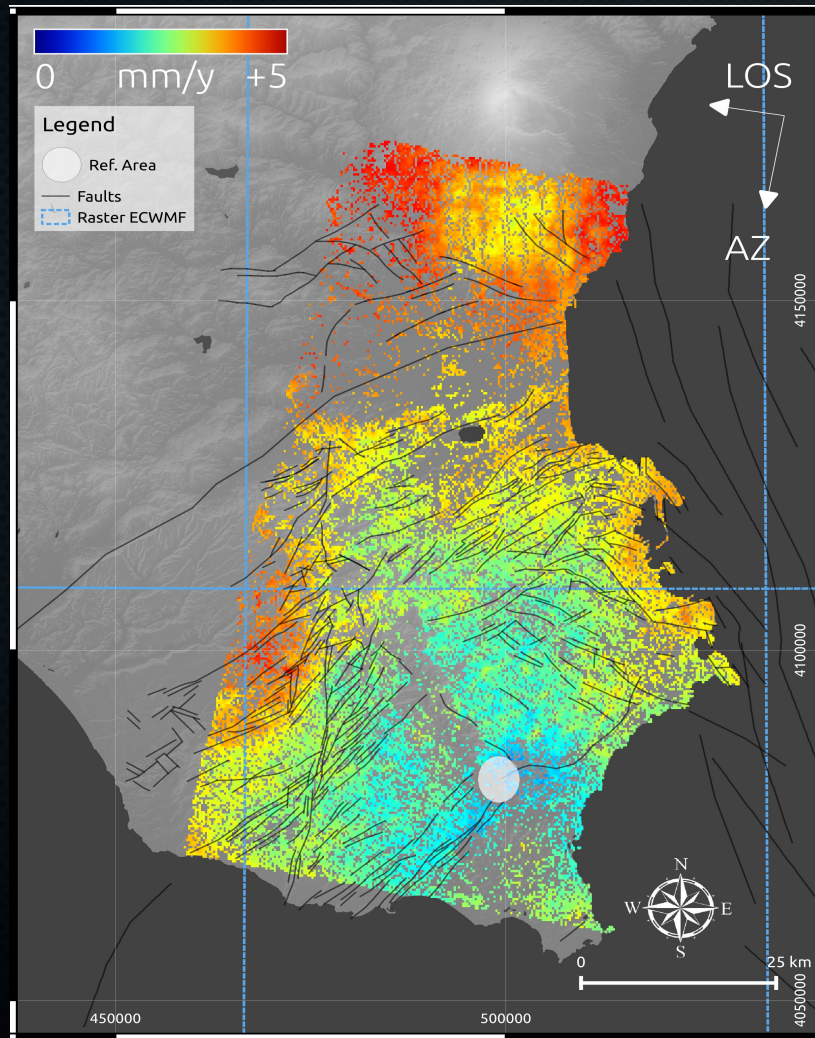 0 mm/y +5
LOS
Legend
Ref. Area
Faults
Raster ECWMF
AZ
4150000
4100000
N
W E
S
0 25 km
4050000
450000 500000